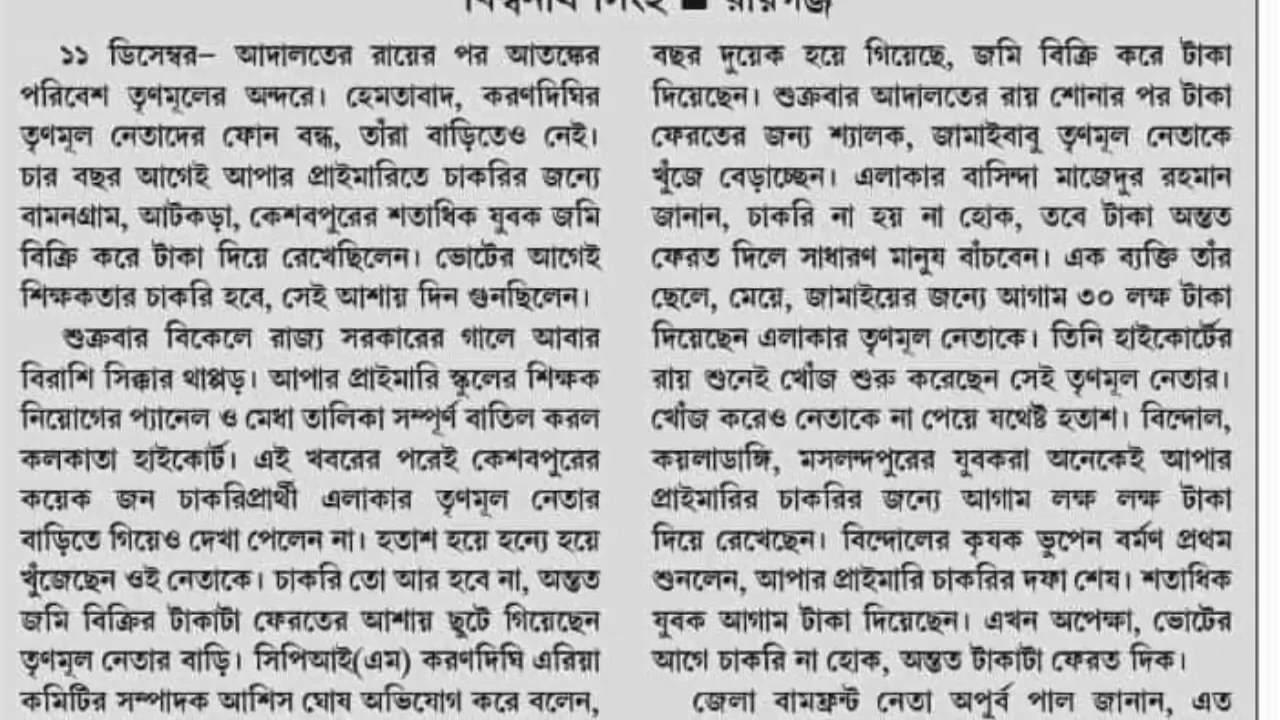 বিশ্বনাথ সিংহ ■ রায়গঞ্জ
১১ ডিসেম্বর– আদালতের রায়ের পর আতঙ্কের
পরিবেশ তৃণমূলের অন্দরে। হেমতাবাদ, করণদিঘির
তৃণমূল নেতাদের ফোন বন্ধ, তাঁরা বাড়িতেও নেই।
চার বছর আগেই আপার প্রাইমারিতে চাকরির জন্যে
বামনগ্রাম, আটকড়া, কেশবপুরের শতাধিক যুবক জমি
বিক্রি করে টাকা দিয়ে রেখেছিলেন। ভোটের আগেই
শিক্ষকতার চাকরি হবে, সেই আশায় দিন গুনছিলেন।
শুক্রবার বিকেলে রাজ্য সরকারের গালে আবার
বিরাশি সিক্কার থাপ্পড়। আপার প্রাইমারি স্কুলের শিক্ষক
নিয়োগের প্যানেল ও মেধা তালিকা সম্পূর্ণ বাতিল করল
কলকাতা হাইকোর্ট। এই খবরের পরেই কেশবপুরের
কয়েক জন চাকরিপ্রার্থী এলাকার তৃণমূল নেতার
বাড়িতে গিয়েও দেখা পেলেন না। হতাশ হয়ে হন্যে হয়ে
খুঁজেছেন ওই নেতাকে। চাকরি তো আর হবে না, অন্তত
জমি বিক্রির টাকাটা ফেরতের আশায় ছুটে গিয়েছেন
তৃণমূল নেতার বাড়ি। সিপিআই(এম) করণদিঘি এরিয়া
কমিটির সম্পাদক আশিস ঘোষ অভিযোগ করে বলেন,
বছর দুয়েক হয়ে গিয়েছে, জমি বিক্রি করে টাকা
দিয়েছেন। শুক্রবার আদালতের রায় শোনার পর টাকা
ফেরতের জন্য শ্যালক, জামাইবাবু তৃণমূল নেতাকে
খুঁজে বেড়াচ্ছেন। এলাকার বাসিন্দা মাজেদুর রহমান
জানান, চাকরি না হয় না হোক, তবে টাকা অন্তত
ফেরত দিলে সাধারণ মানুষ বাঁচবেন। এক ব্যক্তি তাঁর
ছেলে, মেয়ে, জামাইয়ের জন্যে আগাম ৩০ লক্ষ টাকা
দিয়েছেন এলাকার তৃণমূল নেতাকে। তিনি হাইকোর্টের
রায় শুনেই খোঁজ শুরু করেছেন সেই তৃণমূল নেতার।
খোঁজ করেও নেতাকে না পেয়ে যথেষ্ট হতাশ। বিন্দোল,
কয়লাডাঙ্গি, মসলন্দপুরের যুবকরা অনেকেই আপার
প্রাইমারির চাকরির জন্যে আগাম লক্ষ লক্ষ টাকা
দিয়ে রেখেছেন। বিন্দোলের কৃষক ভুপেন বর্মণ প্রথম
শুনলেন, আপার প্রাইমারি চাকরির দফা শেষ। শতাধিক
যুবক আগাম টাকা দিয়েছেন। এখন অপেক্ষা, ভোটের
আগে চাকরি না হোক, অন্তত টাকাটা ফেরত দিক।
জেলা বামফ্রন্ট নেতা অপূর্ব পাল জানান, এত